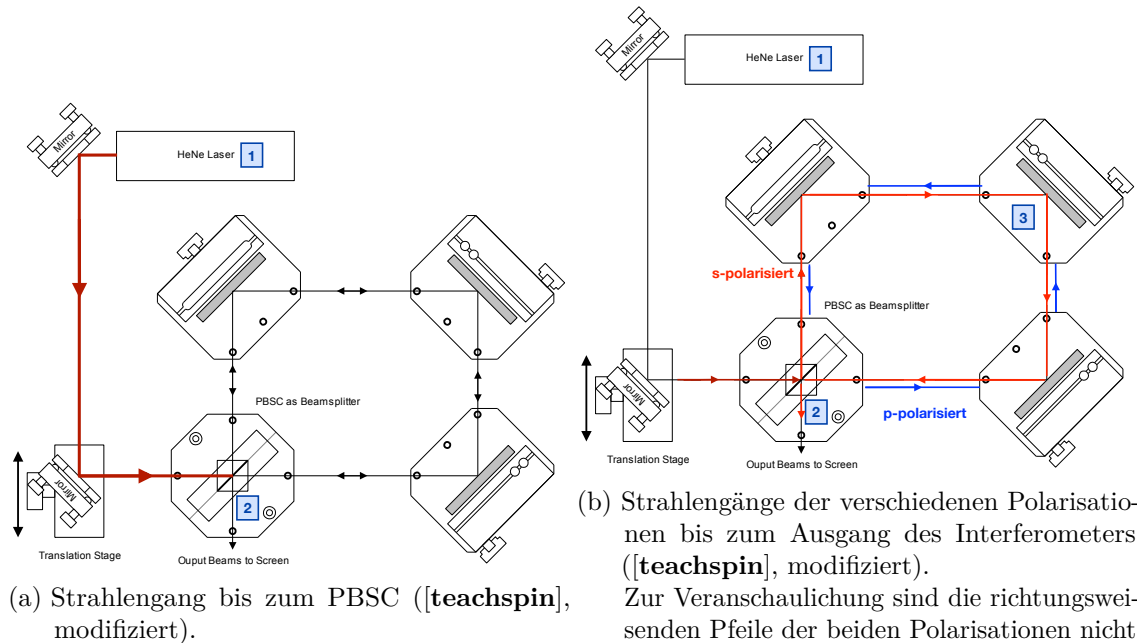 Mirror
HeNe Laser 1
PBSC as Beamsplitter
Mirror
2
Translation Stage
Ouput Beams to Screen
(a) Strahlengang bis zum PBSC ([teachspin],
modifiziert).
Mirror
HeNe Laser 1
3
s-polarisiert
PBSC as Beamsplitter
Mirror
2
p-polarisiert
Translation Stage
Ouput Beams to Screen
(b) Strahlengänge der verschiedenen Polarisatio-
nen bis zum Ausgang des Interferometers
([teachspin], modifiziert).
Zur Veranschaulichung sind die richtungswei-
senden Pfeile der beiden Polarisationen nicht